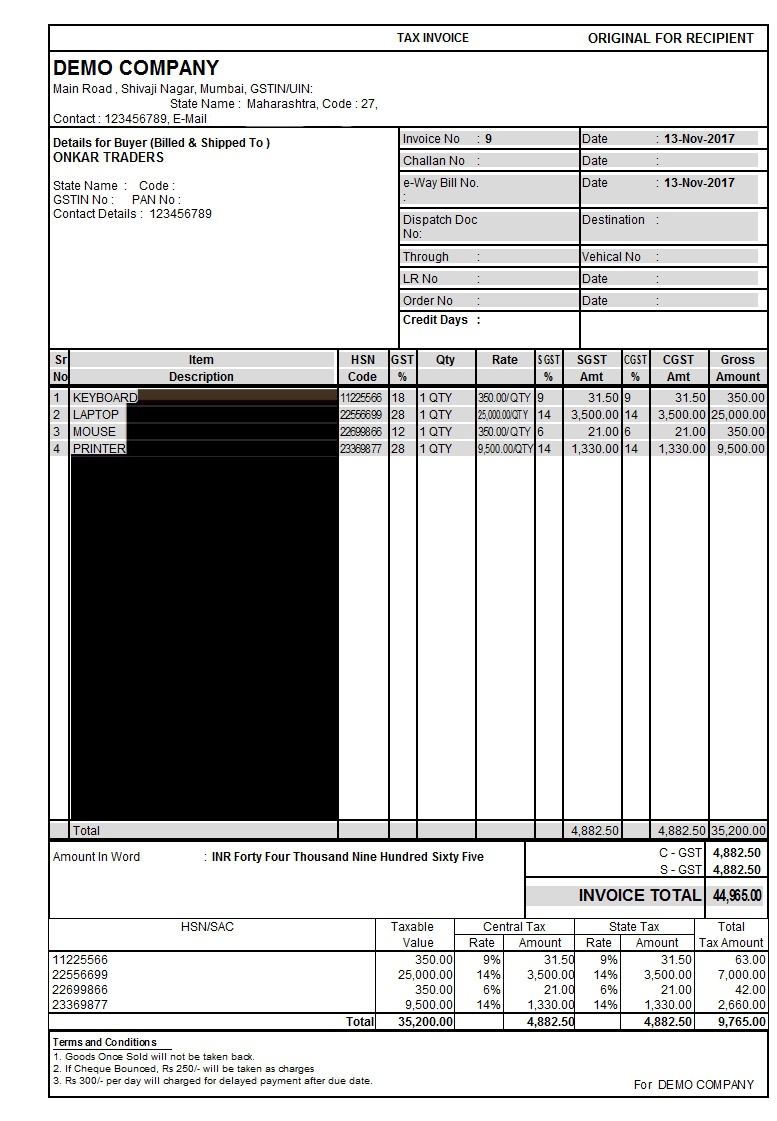 TAX INVOICE ORIGINAL FOR RECIPIENT
DEMO COMPANY
Main Road , Shivaji Nagar, Mumbai, GSTIN/UIN:
State Name : Maharashtra, Code : 27,
Contact : 123456789, E-Mail
Details for Buyer (Billed & Shipped To )
ONKAR TRADERS
State Name : Code :
GSTIN No : PAN No :
Contact Details : 123456789
Invoice No : 9 Date : 13-Nov-2017
Challan No : Date :
e-Way Bill No. Date : 13-Nov-2017
:
Dispatch Doc Destination :
No:
Through : Vehical No :
LR No : Date :
Order No : Date :
Credit Days :
Sr Item HSN GST Qty Rate SGST SGST CGST CGST Gross
No Description Code % % Amt % Amt Amount
1 KEYBOARD 11225566 18 1 QTY 350.00/QTY 9 31.50 9 31.50 350.00
2 LAPTOP 22556699 28 1 QTY 25,000.00/QTY 14 3,500.00 14 3,500.00 25,000.00
3 MOUSE 22699866 12 1 QTY 350.00/QTY 6 21.00 6 21.00 350.00
4 PRINTER 23369877 28 1 QTY 9,500.00/QTY 14 1,330.00 14 1,330.00 9,500.00
Total 4,882.50 4,882.50 35,200.00
Amount In Word : INR Forty Four Thousand Nine Hundred Sixty Five
C - GST 4,882.50
S - GST 4,882.50
INVOICE TOTAL 44,965.00
HSN/SAC Taxable Central Tax State Tax Total
Value Rate Amount Rate Amount Tax Amount
11225566 350.00 9% 31.50 9% 31.50 63.00
22556699 25,000.00 14% 3,500.00 14% 3,500.00 7,000.00
22699866 350.00 6% 21.00 6% 21.00 42.00
23369877 9,500.00 14% 1,330.00 14% 1,330.00 2,660.00
Total 35,200.00 4,882.50 4,882.50 9,765.00
Terms and Conditions
1. Goods Once Sold will not be taken back.
2. If Cheque Bounced, Rs 250/- will be taken as charges
3. Rs 300/- per day will charged for delayed payment after due date.
For DEMO COMPANY